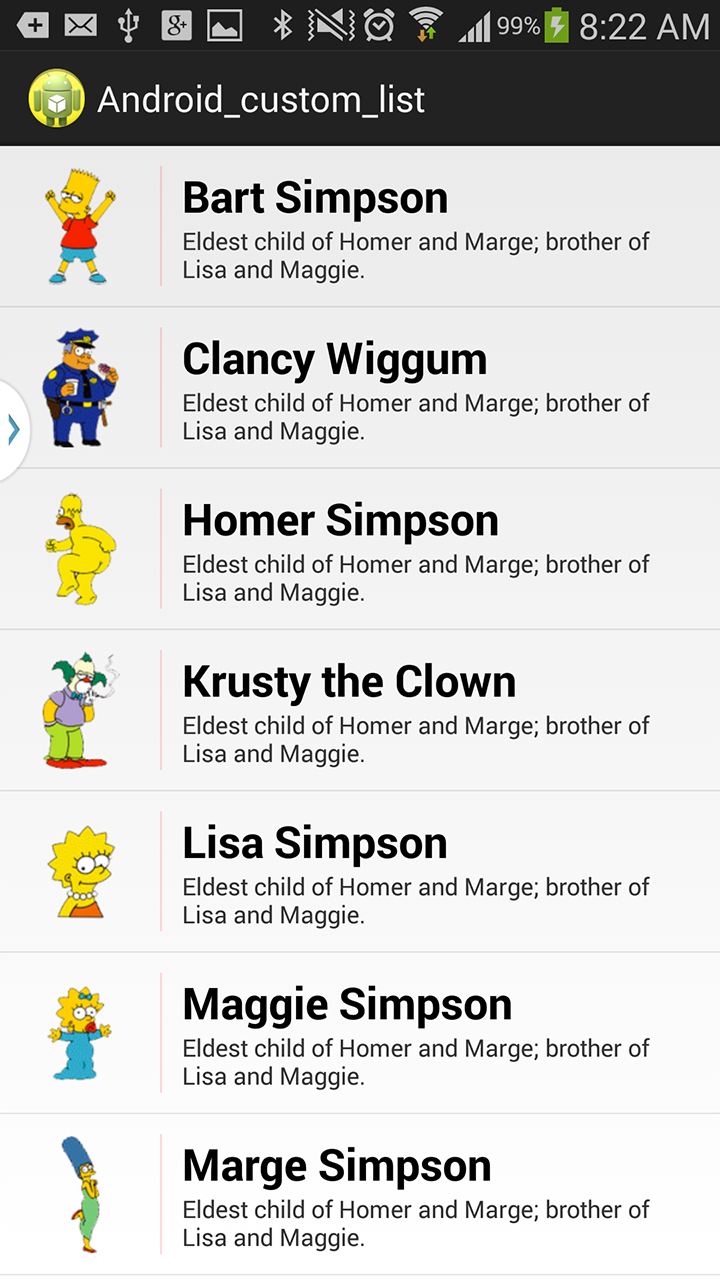 99% 8:22 AM
Android_custom_list
Bart Simpson
Eldest child of Homer and Marge; brother of
Lisa and Maggie.
Clancy Wiggum
Eldest child of Homer and Marge; brother of
Lisa and Maggie.
Homer Simpson
Eldest child of Homer and Marge; brother of
Lisa and Maggie.
Krusty the Clown
Eldest child of Homer and Marge; brother of
Lisa and Maggie.
Lisa Simpson
Eldest child of Homer and Marge; brother of
Lisa and Maggie.
Maggie Simpson
Eldest child of Homer and Marge; brother of
Lisa and Maggie.
Marge Simpson
Eldest child of Homer and Marge; brother of
Lisa and Maggie.